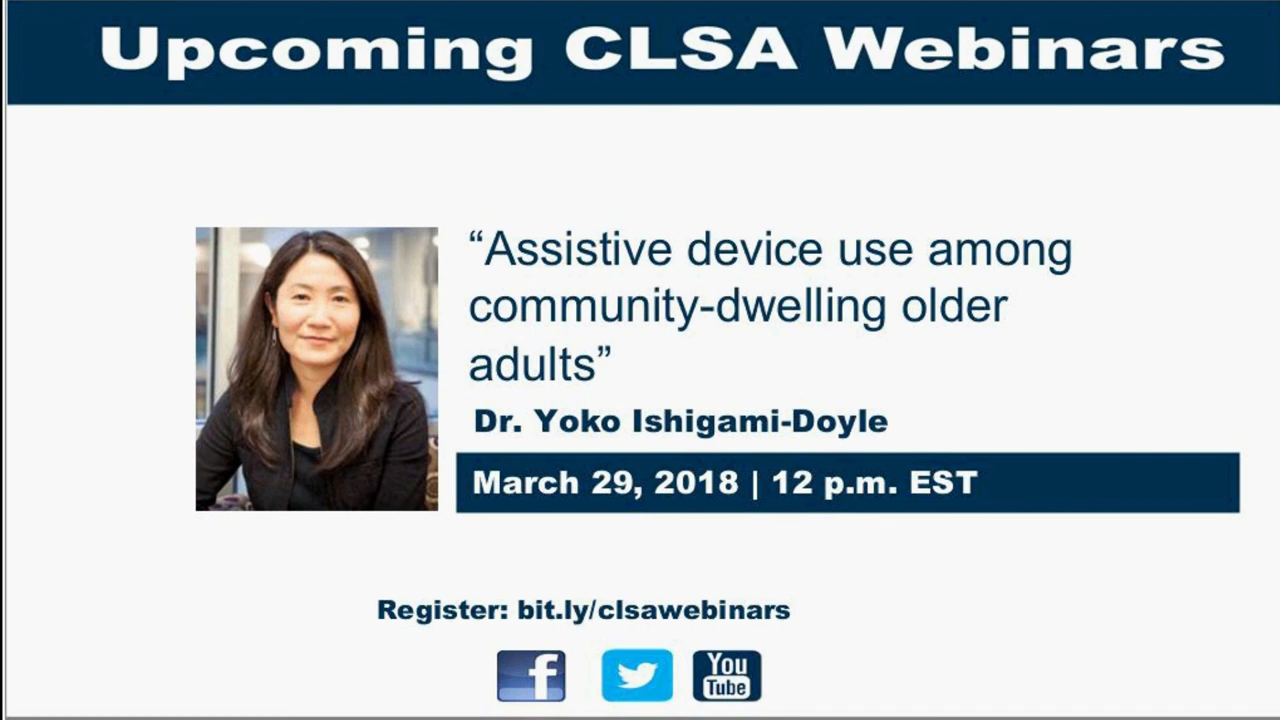 Upcoming CLSA Webinars
“Assistive device use among
community-dwelling older
adults”
Dr. Yoko Ishigami-Doyle
March 29, 2018 | 12 p.m. EST
Register: bit.ly/clsawebinars
f
You
Tube